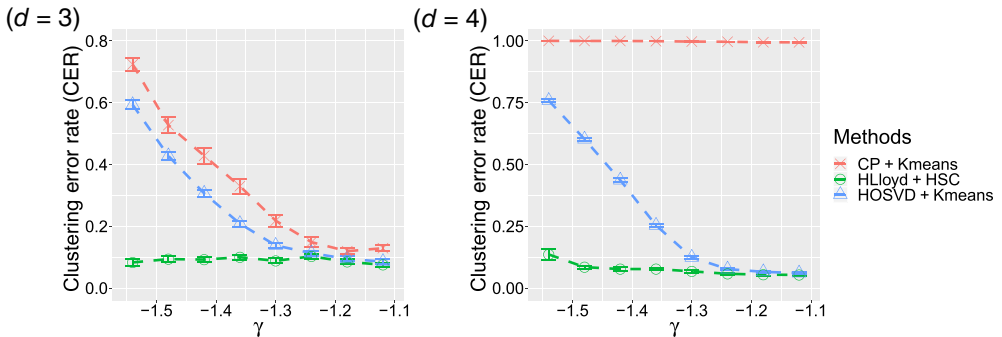 (d = 3)
Clustering error rate (CER)
0.8
0.6
0.4
0.2
0.0
−1.5 −1.4 −1.3 −1.2 −1.1
γ
(d = 4)
Clustering error rate (CER)
1.00
0.75
0.50
0.25
0.00
−1.5 −1.4 −1.3 −1.2 −1.1
γ
Methods
CP + Kmeans
HLloyd + HSC
HOSVD + Kmeans